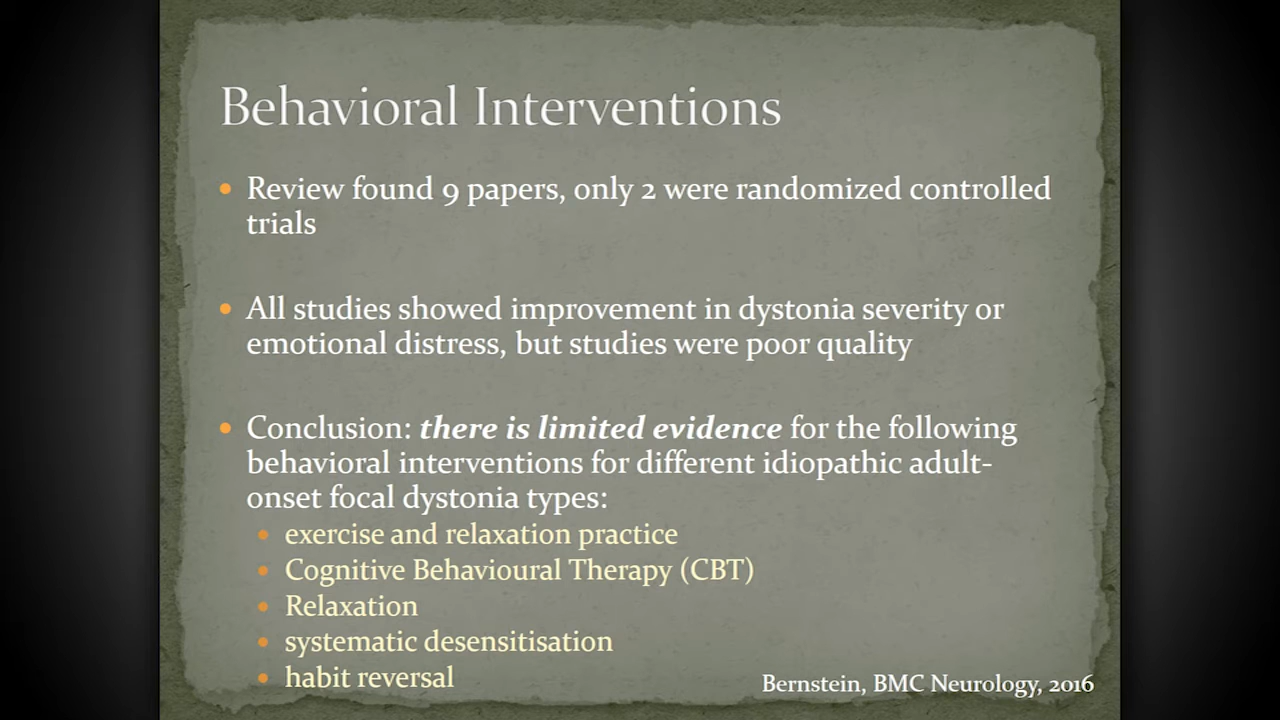 Behavioral Interventions
Review found 9 papers, only 2 were randomized controlled
trials
All studies showed improvement in dystonia severity or
emotional distress, but studies were poor quality
Conclusion: there is limited evidence for the following
behavioral interventions for different idiopathic adult-
onset focal dystonia types:
exercise and relaxation practice
Cognitive Behavioural Therapy (CBT)
Relaxation
systematic desensitisation
habit reversal
Bernstein, BMC Neurology, 2016